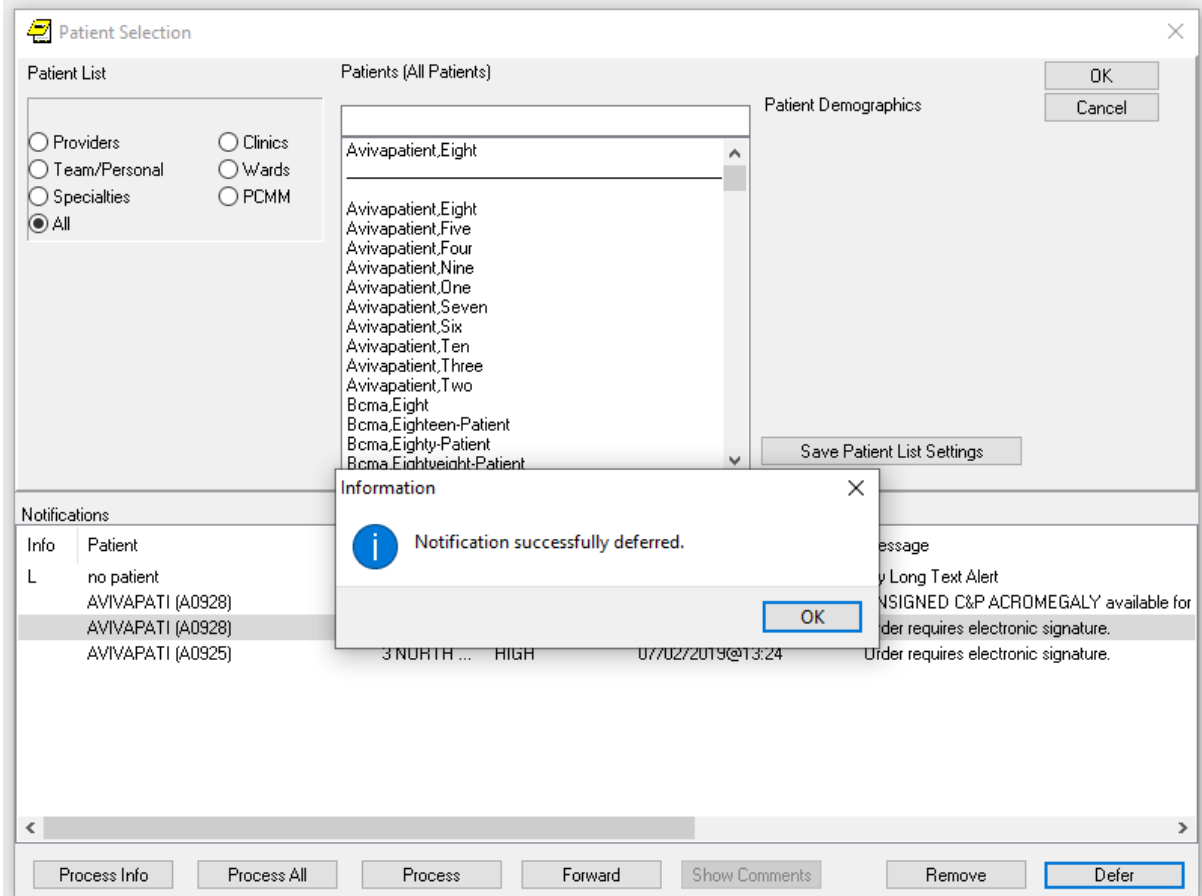 Patient Selection
Patient List
Providers
Clinics
Team/Personal
Wards
Specialties
PCMM
All
Patients (All Patients)
Avivapatient,Eight
Avivapatient,Eight
Avivapatient,Five
Avivapatient,Four
Avivapatient,Nine
Avivapatient,One
Avivapatient,Seven
Avivapatient,Six
Avivapatient,Ten
Avivapatient,Three
Avivapatient,Two
Bcma,Eight
Bcma,Eighteen-Patient
Bcma,Eighty-Patient
Bcma,Eightyeight-Patient
Patient Demographics
OK
Cancel
Save Patient List Settings
Information
Notification successfully deferred.
OK
Notifications
Info Patient essage
L no patient y Long Text Alert
AVIVAPATI (A0928) NSIGNED C&P ACROMEGALY available for
AVIVAPATI (A0928) rder requires electronic signature.
AVIVAPATI (A0925) 3 NORTH ... HIGH 07/02/2019@13:24 Order requires electronic signature.
Process Info
Process All
Process
Forward
Show Comments
Remove
Defer